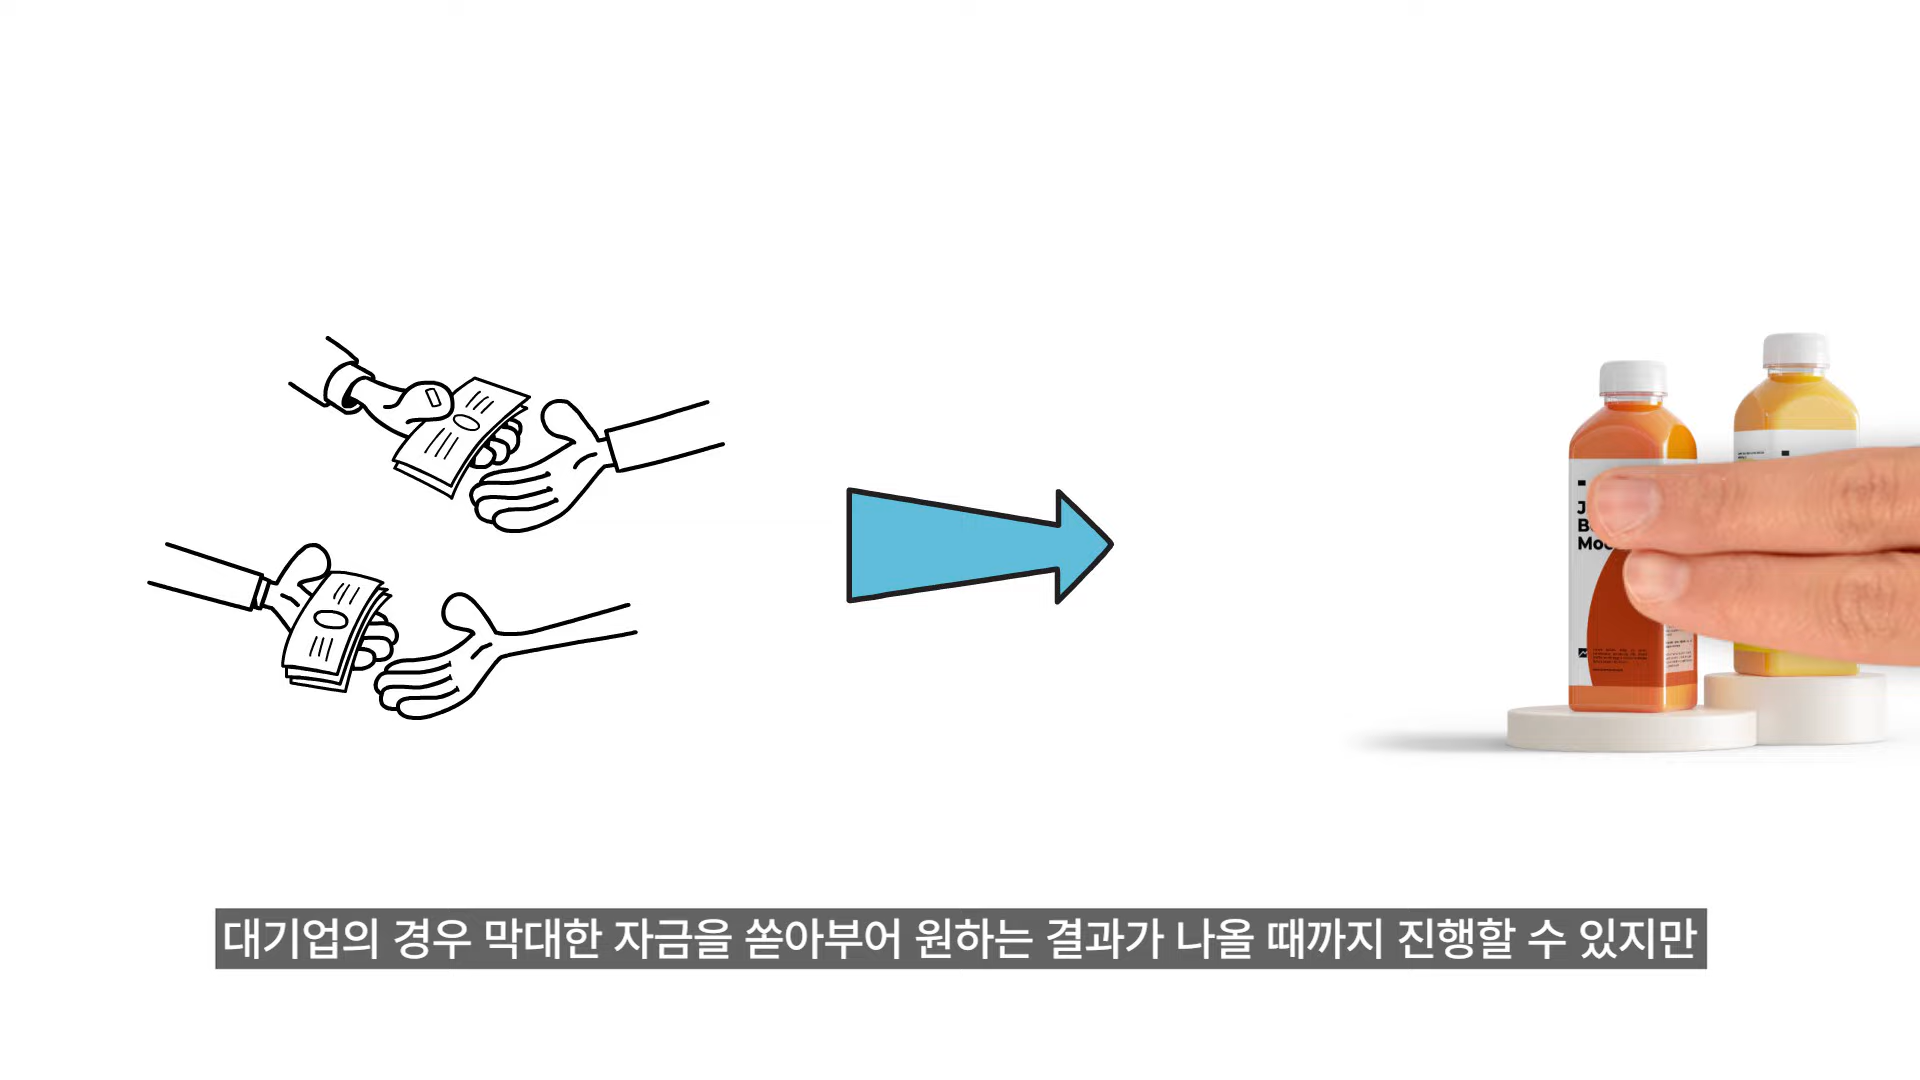 Mo
대기업의 경우 막대한 자금을 쏟아부어 원하는 결과가 나올 때까지 진행할 수 있지만